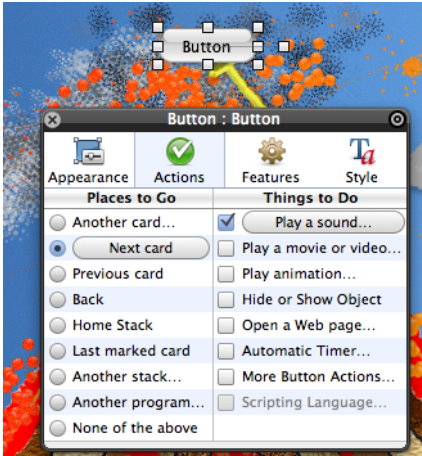 Button
Button : Button
Appearance Actions Features Style
Places to Go Things to Do
Another card... Play a sound...
Next card Play a movie or video...
Previous card Play animation...
Back Hide or Show Object
Home Stack Open a Web page...
Last marked card Automatic Timer...
Another stack... More Button Actions...
Another program... Scripting Language...
None of the above